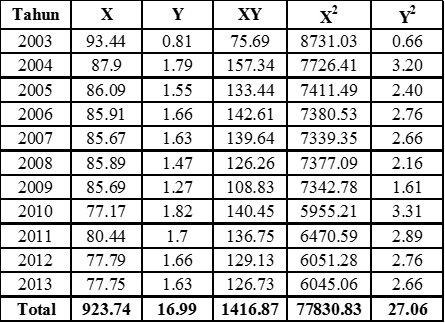 Tahun X Y XY X² Y²
2003 93.44 0.81 75.69 8731.03 0.66
2004 87.9 1.79 157.34 7726.41 3.20
2005 86.09 1.55 133.44 7411.49 2.40
2006 85.91 1.66 142.61 7380.53 2.76
2007 85.67 1.63 139.64 7339.35 2.66
2008 85.89 1.47 126.26 7377.09 2.16
2009 85.69 1.27 108.83 7342.78 1.61
2010 77.17 1.82 140.45 5955.21 3.31
2011 80.44 1.7 136.75 6470.59 2.89
2012 77.79 1.66 129.13 6051.28 2.76
2013 77.75 1.63 126.73 6045.06 2.66
Total 923.74 16.99 1416.87 77830.83 27.06